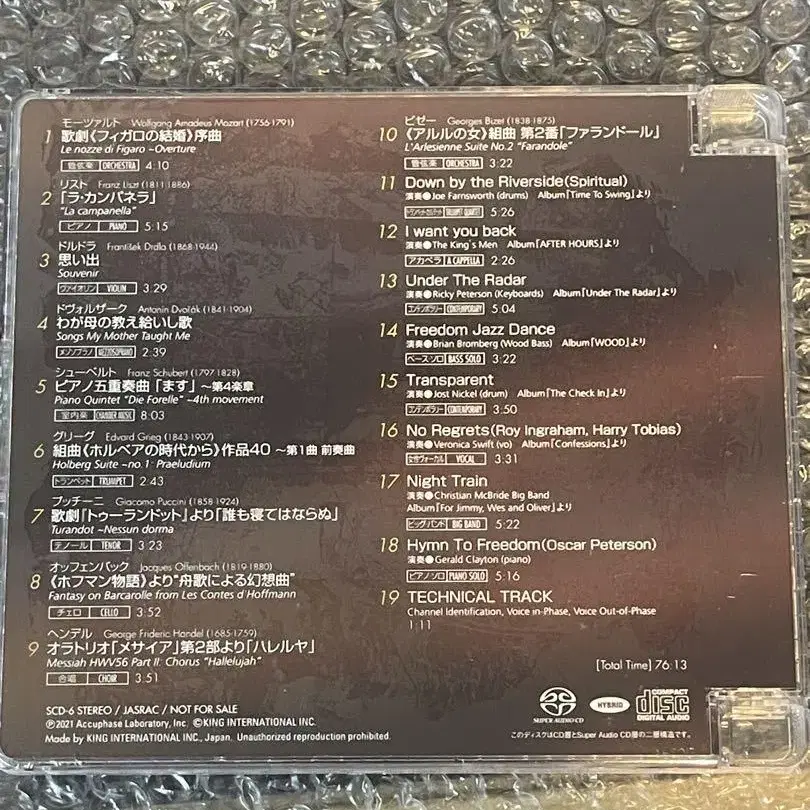 モーツァルト Wolfgang Amadeus Mozart (1756-1791)
1 歌劇《フィガロの結婚》序曲
Le nozze di Figaro ~Overture
管弦楽 ORCHESTRA 4:10
リスト Franz Liszt (1811-1886)
2 「ラ・カンパネラ」
"La campanella"
ピアノ PIANO 5:15
ドルドラ František Drdla (1868-1944)
3 思い出
Souvenir
ヴァイオリン VIOLIN 3:29
ドヴォルザーク Antonín Dvořák (1841-1904)
4 わが母の教え給いし歌
Songs My Mother Taught Me
メゾソプラノ MEZZOSOPRANO 2:39
シューベルト Franz Schubert (1797-1828)
5 ピアノ五重奏曲「ます」 ~第4楽章
Piano Quintet "Die Forelle" ~4th movement
室内楽 CHAMBER MUSIC 8:03
グリーグ Edvard Grieg (1843-1907)
6 組曲《ホルベアの時代から》作品40 ~第1曲 前奏曲
Holberg Suite ~no.1: Praeludium
トランペット TRUMPET 2:43
プッチーニ Giacomo Puccini (1858-1924)
7 歌劇「トゥーランドット」より「誰も寝てはならぬ」
Turandot ~Nessun dorma
テノール TENOR 3:23
オッフェンバック Jacques Offenbach (1819-1880)
8 《ホフマン物語》より"舟歌による幻想曲"
Fantasy on Barcarolle from Les Contes d'Hoffmann
チェロ CELLO 3:52
ヘンデル George Frideric Handel (1685-1759)
9 オラトリオ「メサイア」第2部より「ハレルヤ」
Messiah HWV56 Part II: Chorus "Hallelujah"
合唱 CHOIR 3:51
SCD-6 STEREO / JASRAC / NOT FOR SALE
Ⓟ2021 Accuphase Laboratory, Inc. ©KING INTERNATIONAL INC.
Made by KING INTERNATIONAL INC., Japan. Unauthorized reproduction prohibited.
ビゼー Georges Bizet (1838-1875)
10 《アルルの女》組曲 第2番「ファランドール」
L'Arlesienne Suite No.2 "Farandole"
管弦楽 ORCHESTRA 3:22
11 Down by the Riverside(Spiritual)
演奏●Joe Farnsworth (drums) Album「Time To Swing」より
トランペット・カルテット TRUMPET QUARTET 5:26
12 I want you back
演奏●The King's Men Album「AFTER HOURS」より
アカペラ A CAPPELLA 2:26
13 Under The Radar
演奏●Ricky Peterson (Keyboards) Album「Under The Radar」より
コンテンポラリー CONTEMPORARY 5:04
14 Freedom Jazz Dance
演奏●Brian Bromberg (Wood Bass) Album「WOOD」より
ベース・ソロ BASS SOLO 3:22
15 Transparent
演奏●Jost Nickel (drum) Album「The Check In」より
コンテンポラリー CONTEMPORARY 3:50
16 No Regrets(Roy Ingraham, Harry Tobias)
演奏●Veronica Swift (vo) Album「Confessions」より
女性ヴォーカル VOCAL 3:31
17 Night Train
演奏●Christian McBride Big Band
Album「For Jimmy, Wes and Oliver」より
ビッグ・バンド BIG BAND 5:22
18 Hymn To Freedom(Oscar Peterson)
演奏●Gerald Clayton (piano)
ピアノ・ソロ PIANO SOLO 5:16
19 TECHNICAL TRACK
Channel Identification, Voice in-Phase, Voice Out-of-Phase
1:11
[Total Time] 76:13
SUPER AUDIO CD
HYBRID
COMPACT disc DIGITAL AUDIO
このディスクはCD層とSuper Audio CD層の二層構造です。